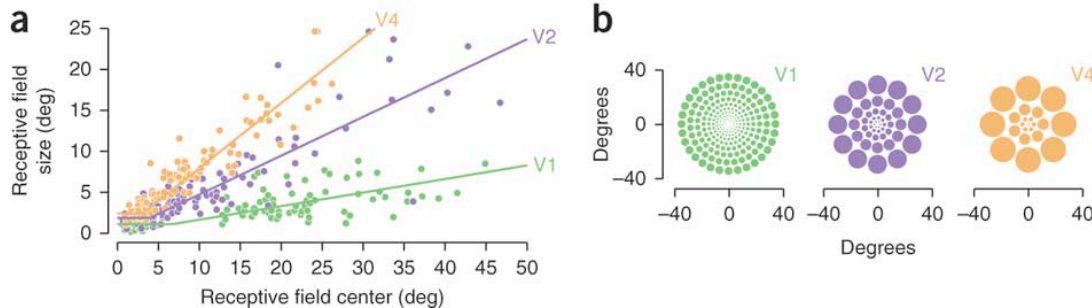 a
Receptive field
size (deg)
25
20
15
10
5
0
V4
V2
V1
0 5 10 15 20 25 30 35 40 45 50
Receptive field center (deg)
b
Degrees
40
0
−40
V1
V2
V4
−40 0 40
−40 0 40
−40 0 40
Degrees